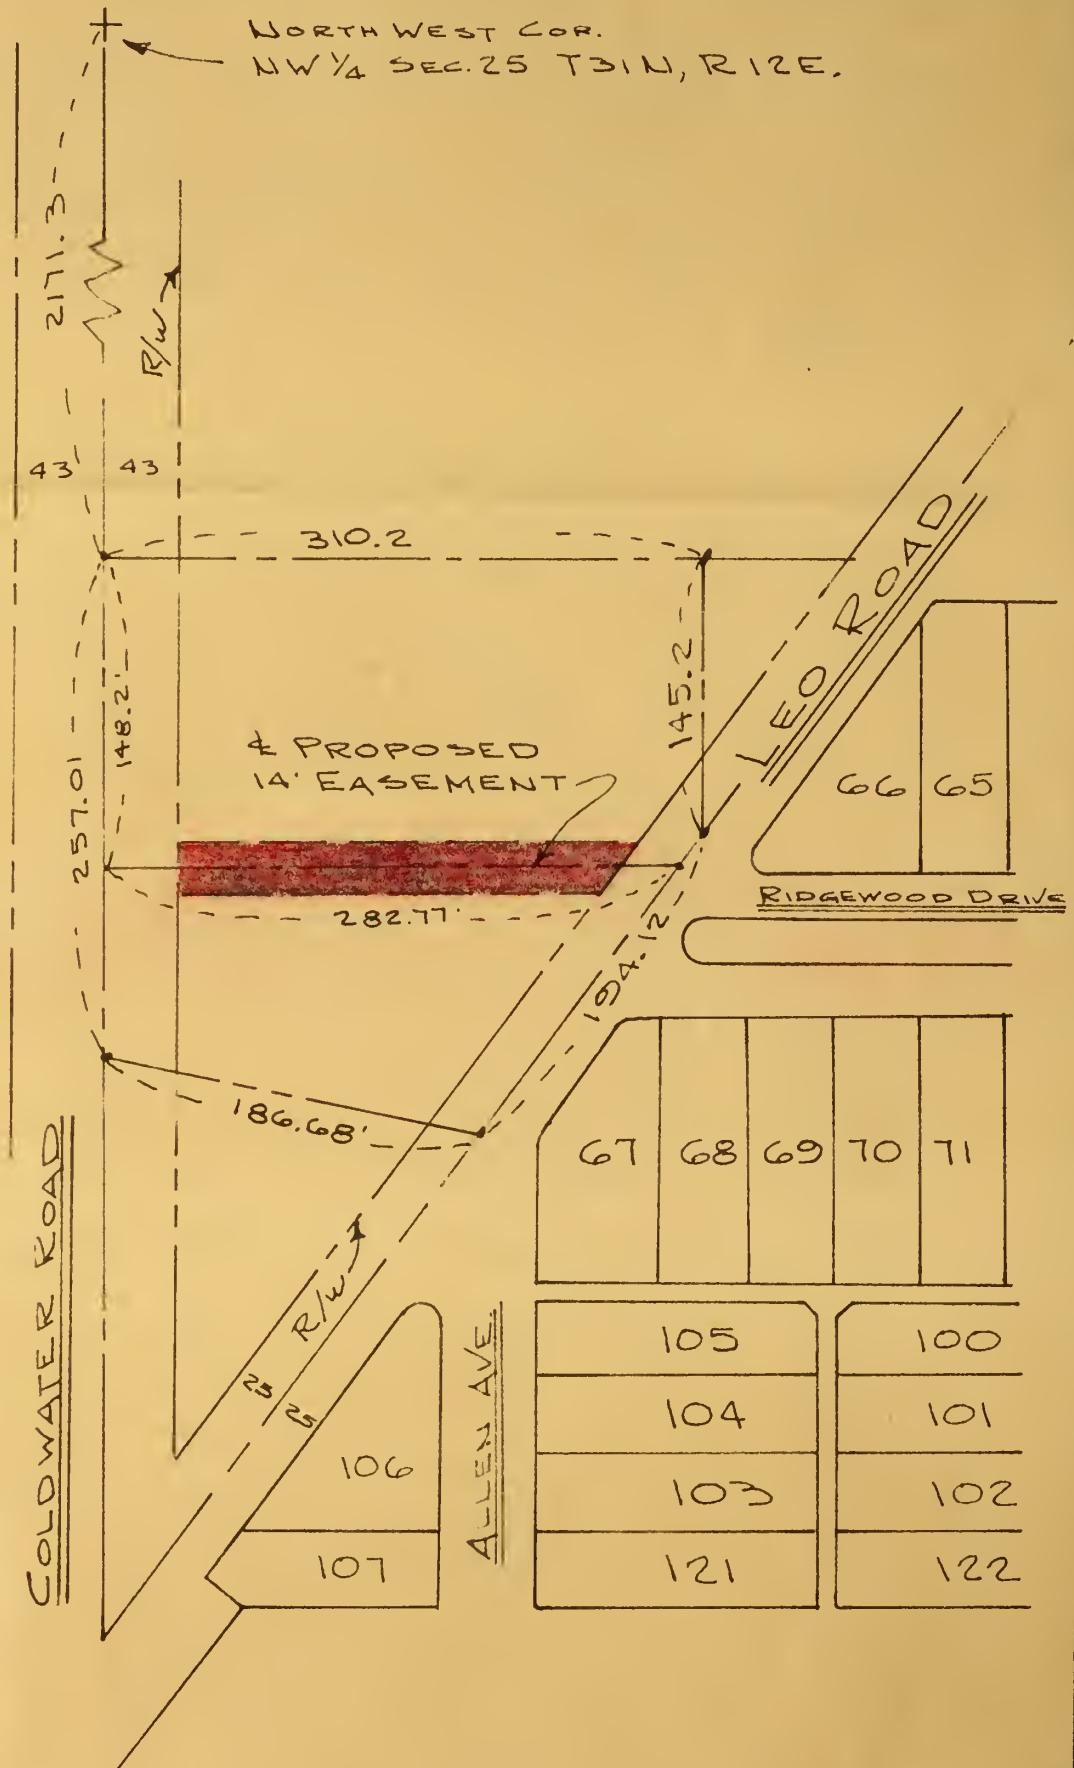 NORTH WEST COR.
NW 1/4 SEC. 25 T31N, R12E.
2171.3
R/W
43'
43
310.2
LEO ROAD
257.01
148.2'
145.2
℄ PROPOSED
14' EASEMENT
66
65
RIDGEWOOD DRIVE
282.77'
194.12
186.68'
67
68
69
70
71
COLDWATER ROAD
R/W
25
25
ALLEN AVE.
105
100
104
101
106
103
102
107
121
122